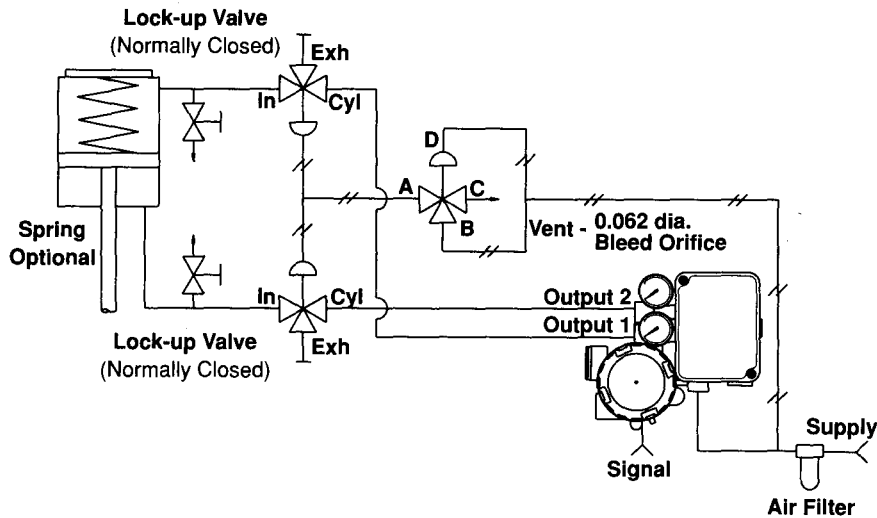 Lock-up Valve
(Normally Closed)
Exh
In
Cyl
D
A
C
B
Vent - 0.062 dia.
Bleed Orifice
Spring
Optional
In
Cyl
Exh
Output 2
Output 1
Lock-up Valve
(Normally Closed)
Supply
Signal
Air Filter